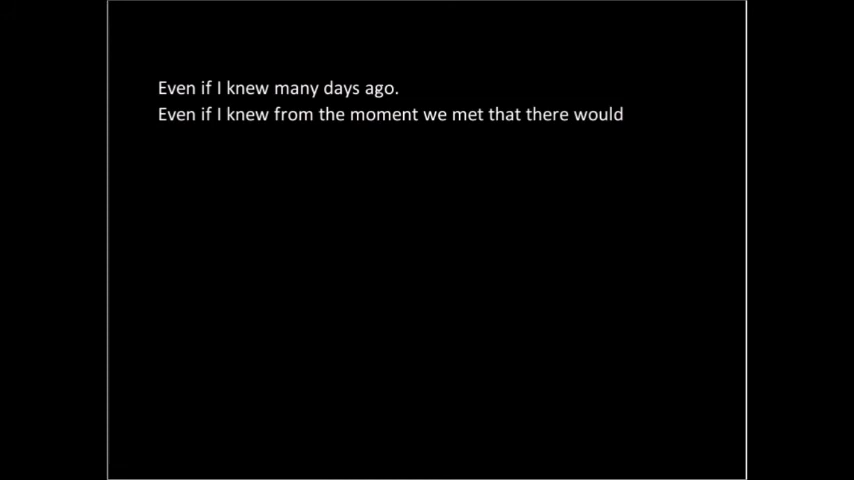 Even if I knew many days ago.
Even if I knew from the moment we met that there would